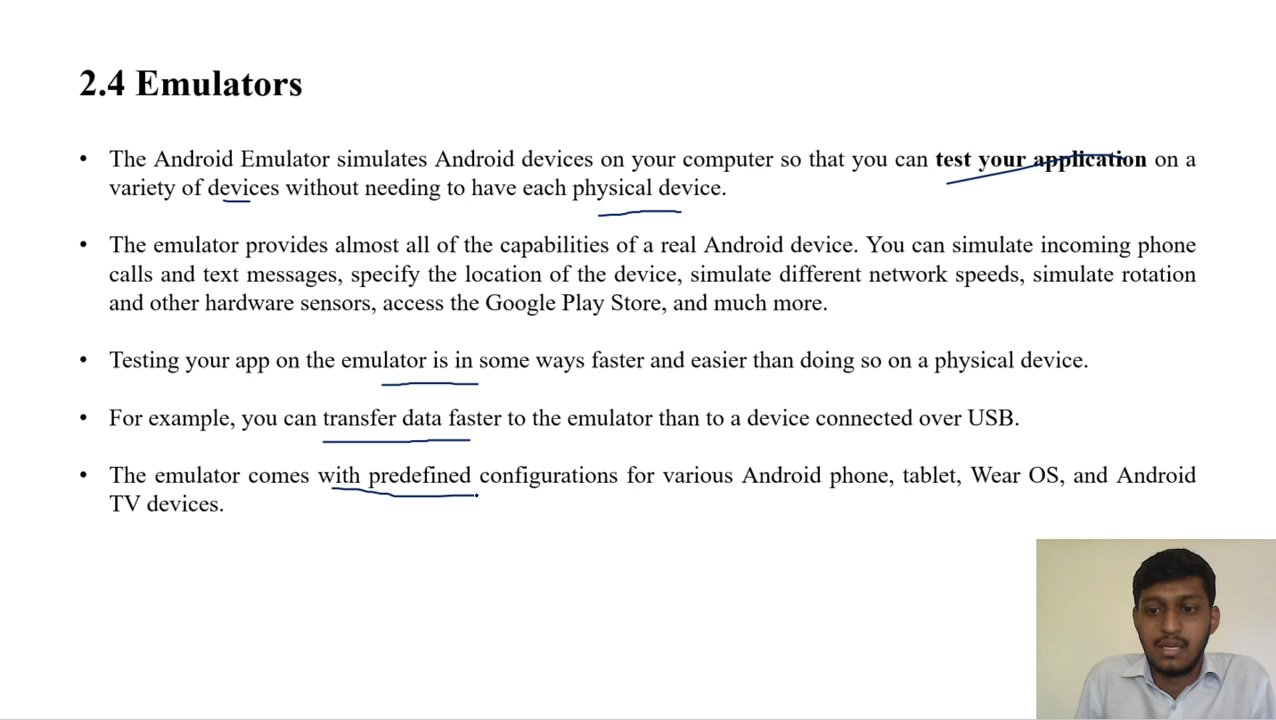 2.4 Emulators
• The Android Emulator simulates Android devices on your computer so that you can test your application on a
variety of devices without needing to have each physical device.
• The emulator provides almost all of the capabilities of a real Android device. You can simulate incoming phone
calls and text messages, specify the location of the device, simulate different network speeds, simulate rotation
and other hardware sensors, access the Google Play Store, and much more.
• Testing your app on the emulator is in some ways faster and easier than doing so on a physical device.
• For example, you can transfer data faster to the emulator than to a device connected over USB.
• The emulator comes with predefined configurations for various Android phone, tablet, Wear OS, and Android
TV devices.